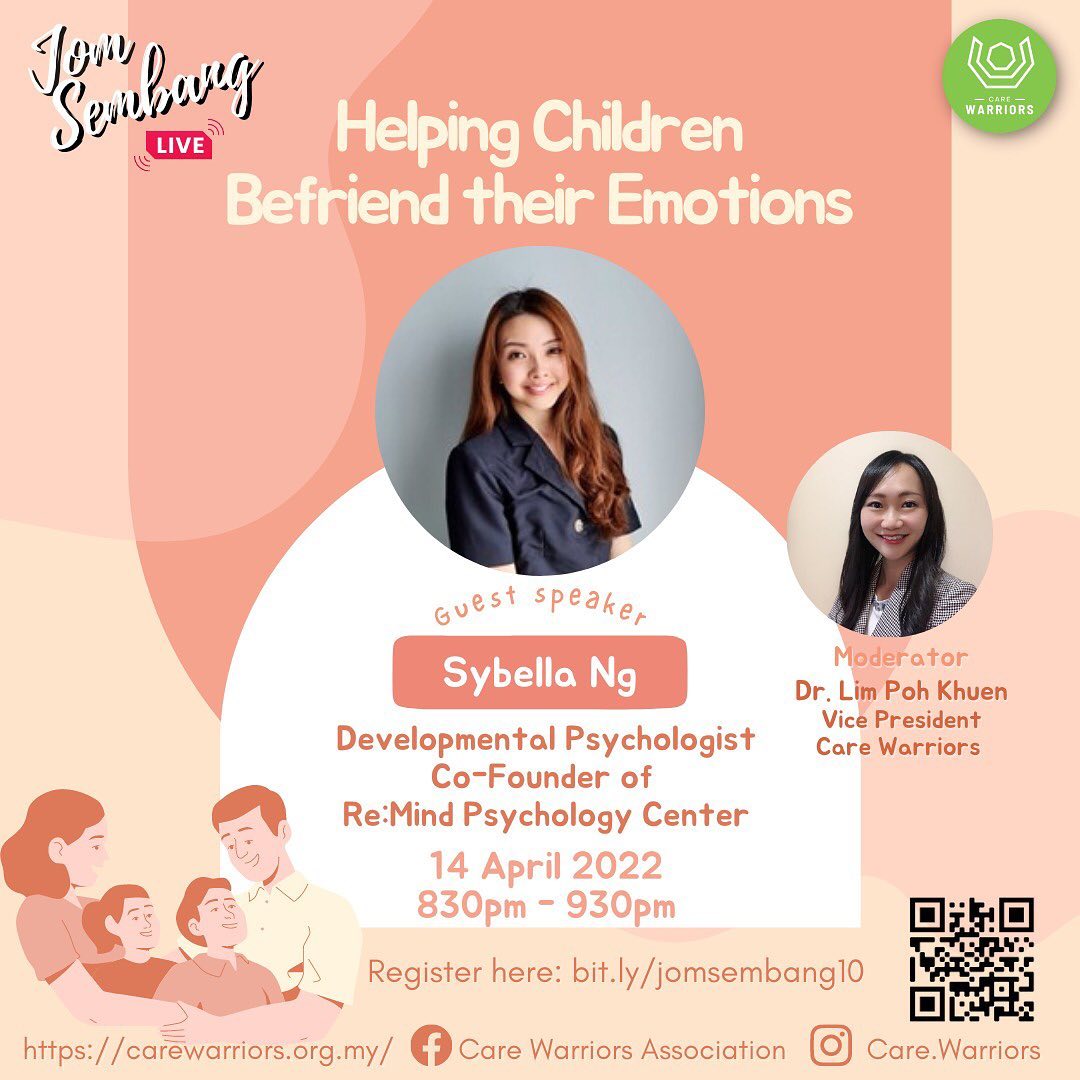 Jom
Sembang
LIVE
CARE
WARRIORS
Helping Children
Befriend their Emotions
Guest speaker
Sybella Ng
Developmental Psychologist
Co-Founder of
Re:Mind Psychology Center
14 April 2022
830pm - 930pm
Moderator
Dr. Lim Poh Khuen
Vice President
Care Warriors
Register here: bit.ly/jomsembang10
https://carewarriors.org.my/ Care Warriors Association Care.Warriors